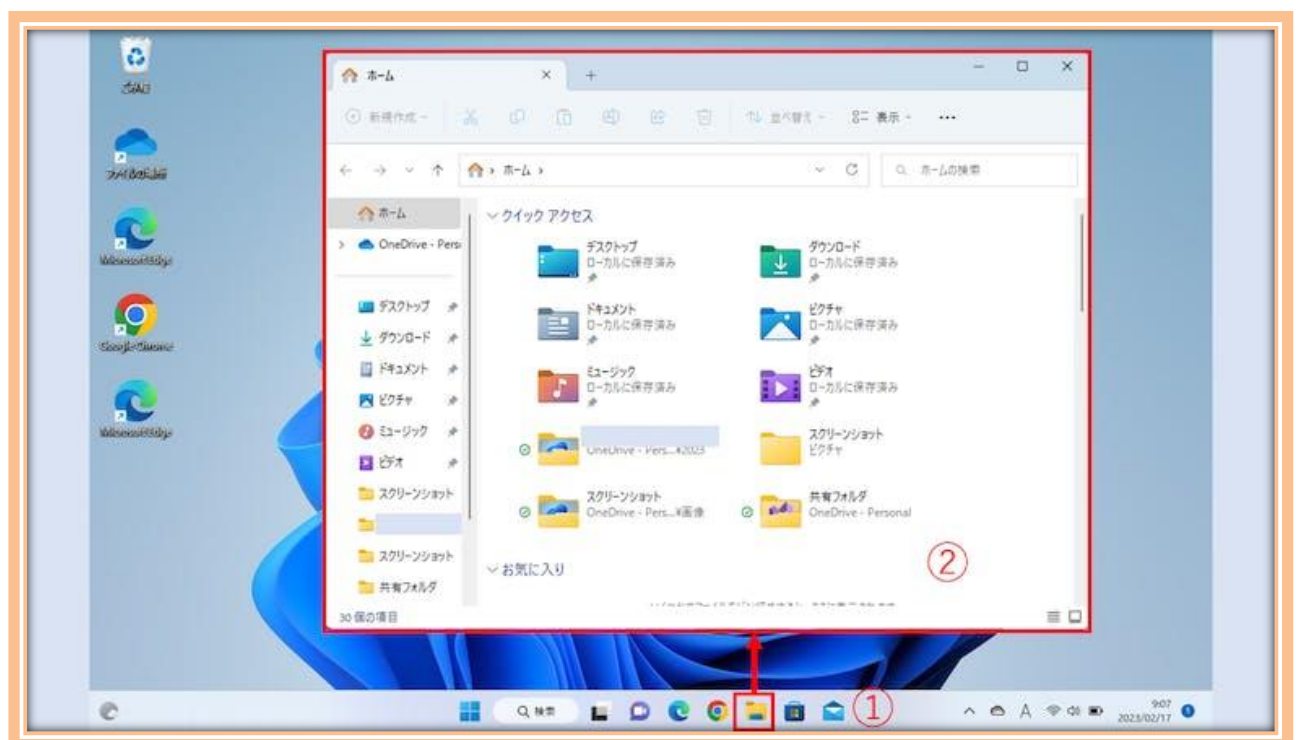 ごみ箱
Microsoft Edge
Google Chrome
Microsoft Edge
ホーム
新規作成
並べ替え
表示
ホーム
ホームの検索
ホーム
OneDrive - Pers
デスクトップ
ダウンロード
ドキュメント
ピクチャ
ミュージック
ビデオ
スクリーンショット
スクリーンショット
共有フォルダ
クイック アクセス
デスクトップ
ローカルに保存済み
ダウンロード
ローカルに保存済み
ドキュメント
ローカルに保存済み
ピクチャ
ローカルに保存済み
ミュージック
ローカルに保存済み
ビデオ
ローカルに保存済み
OneDrive - Pers...¥2023
スクリーンショット
ピクチャ
スクリーンショット
OneDrive - Pers...¥画像
共有フォルダ
OneDrive - Personal
お気に入り
②
30 個の項目
検索
①
A
9:07
2023/02/17